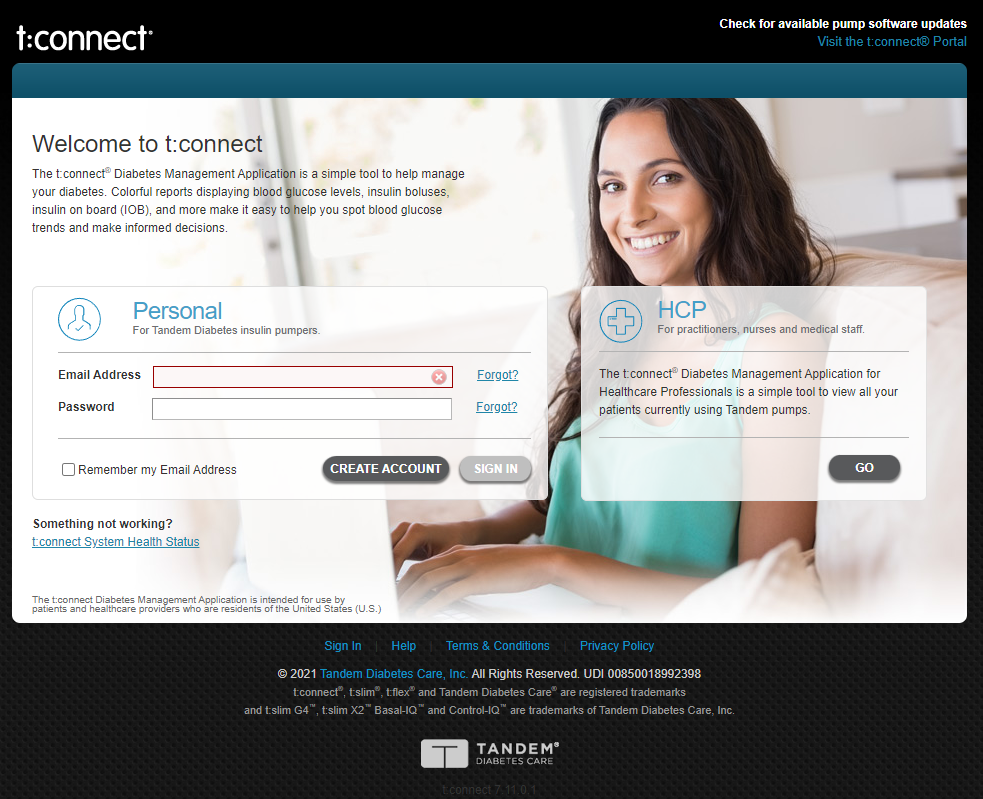 t:connect®
Check for available pump software updates
Visit the t:connect® Portal
Welcome to t:connect
The t:connect® Diabetes Management Application is a simple tool to help manage
your diabetes. Colorful reports displaying blood glucose levels, insulin boluses,
insulin on board (IOB), and more make it easy to help you spot blood glucose
trends and make informed decisions.
Personal
For Tandem Diabetes insulin pumpers.
Email Address
Forgot?
Password
Forgot?
Remember my Email Address
CREATE ACCOUNT
SIGN IN
HCP
For practitioners, nurses and medical staff.
The t:connect® Diabetes Management Application for
Healthcare Professionals is a simple tool to view all your
patients currently using Tandem pumps.
GO
Something not working?
t:connect System Health Status
The t:connect Diabetes Management Application is intended for use by
patients and healthcare providers who are residents of the United States (U.S.)
Sign In | Help | Terms & Conditions | Privacy Policy
© 2021 Tandem Diabetes Care, Inc. All Rights Reserved. UDI 00850018992398
t:connect®, t:slim®, t:flex® and Tandem Diabetes Care® are registered trademarks
and t:slim G4™, t:slim X2™ Basal-IQ™ and Control-IQ™ are trademarks of Tandem Diabetes Care, Inc.
TANDEM®
DIABETES CARE
t:connect 7.11.0.1